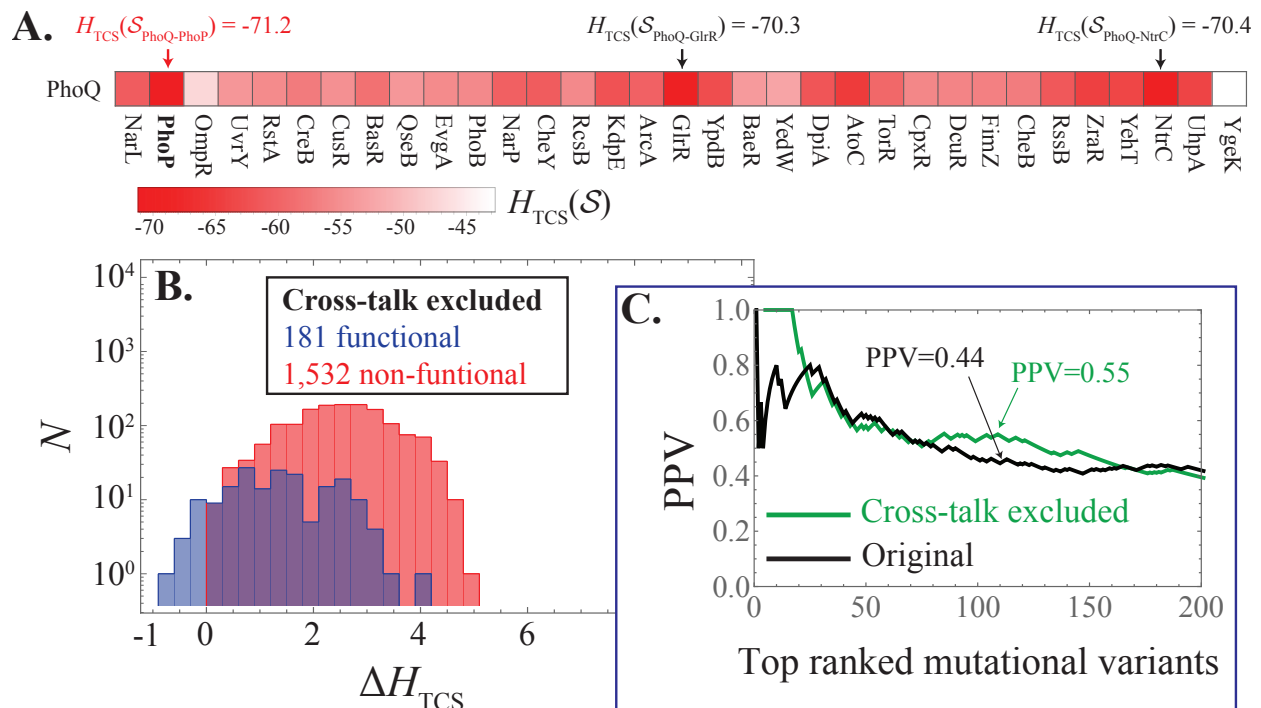 A.
H_TCS(S_PhoQ-PhoP) = -71.2
H_TCS(S_PhoQ-GlrR) = -70.3
H_TCS(S_PhoQ-NtrC) = -70.4
PhoQ
NarL
PhoP
OmpR
UvrY
RstA
CreB
CusR
BasR
QseB
EvgA
PhoB
NarP
CheY
RcsB
KdpE
ArcA
GlrR
YpdB
BaeR
YedW
DpiA
AtoC
TorR
CpxR
DcuR
FimZ
CheB
RssB
ZraR
YehT
NtrC
UhpA
YgeK
-70 -65 -60 -55 -50 -45
H_TCS(S)
B.
Cross-talk excluded
181 functional
1,532 non-funtional
N
10^4
10^3
10^2
10^1
10^0
-1 0 2 4 6
ΔH_TCS
C.
PPV=0.44
PPV=0.55
PPV
1.0
0.8
0.6
0.4
0.2
0.0
Cross-talk excluded
Original
0 50 100 150 200
Top ranked mutational variants